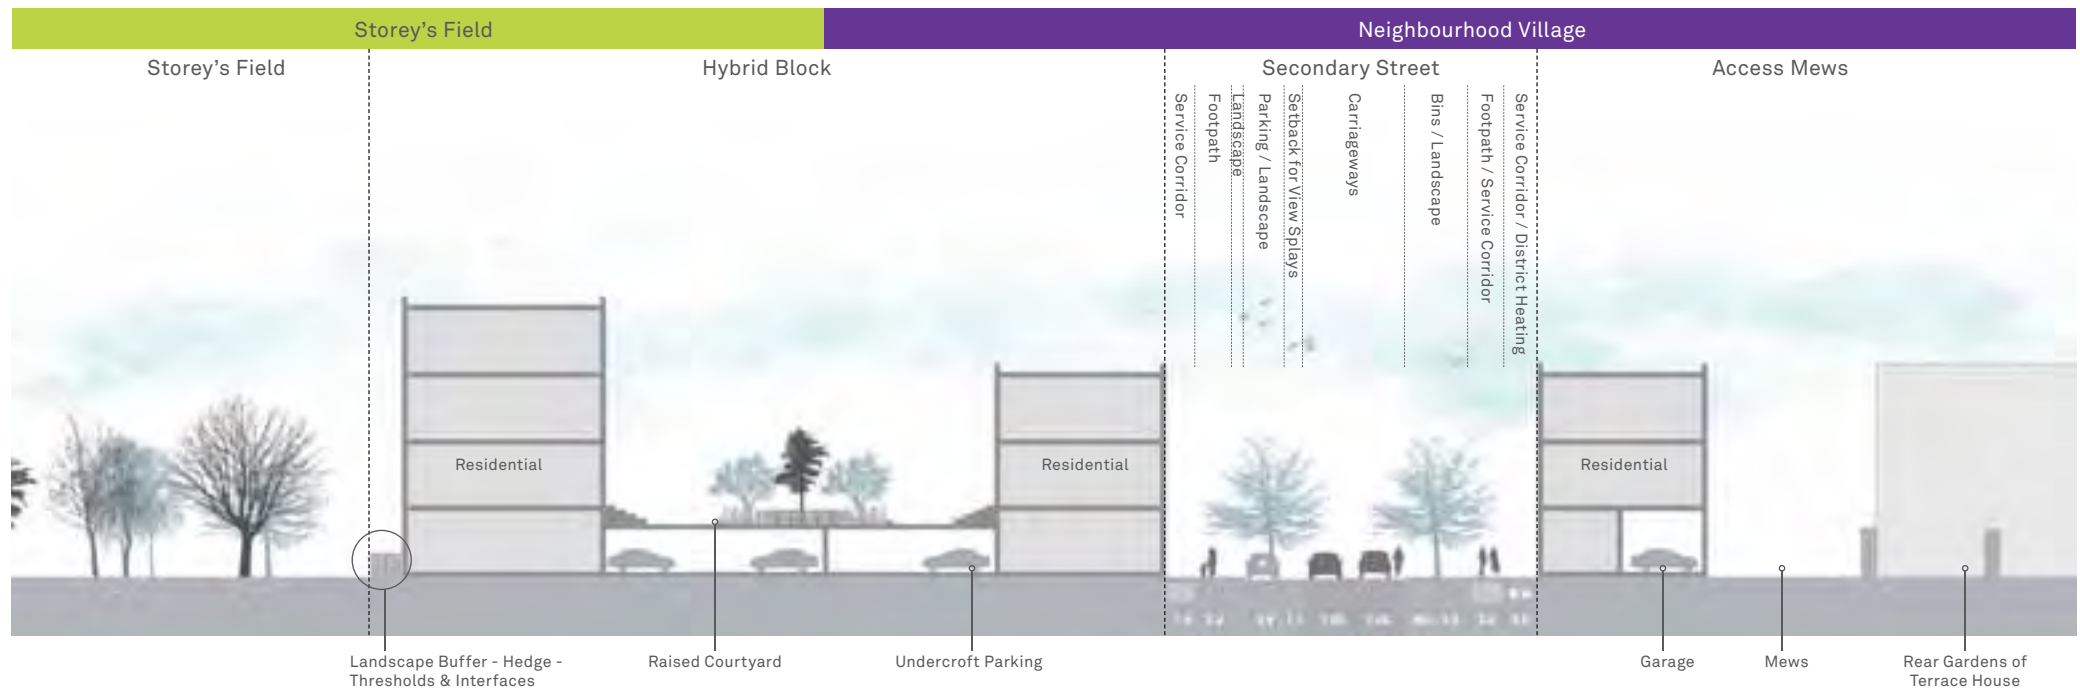 Storey's Field
Neighbourhood Village
Storey's Field
Hybrid Block
Secondary Street
Access Mews
Service Corridor
Footpath
Landscape
Parking / Landscape
Setback for View Splays
Carriageways
Bins / Landscape
Footpath / Service Corridor
Service Corridor / District Heating
Residential
Residential
Residential
Landscape Buffer - Hedge -
Thresholds & Interfaces
Raised Courtyard
Undercroft Parking
Garage
Mews
Rear Gardens of
Terrace House